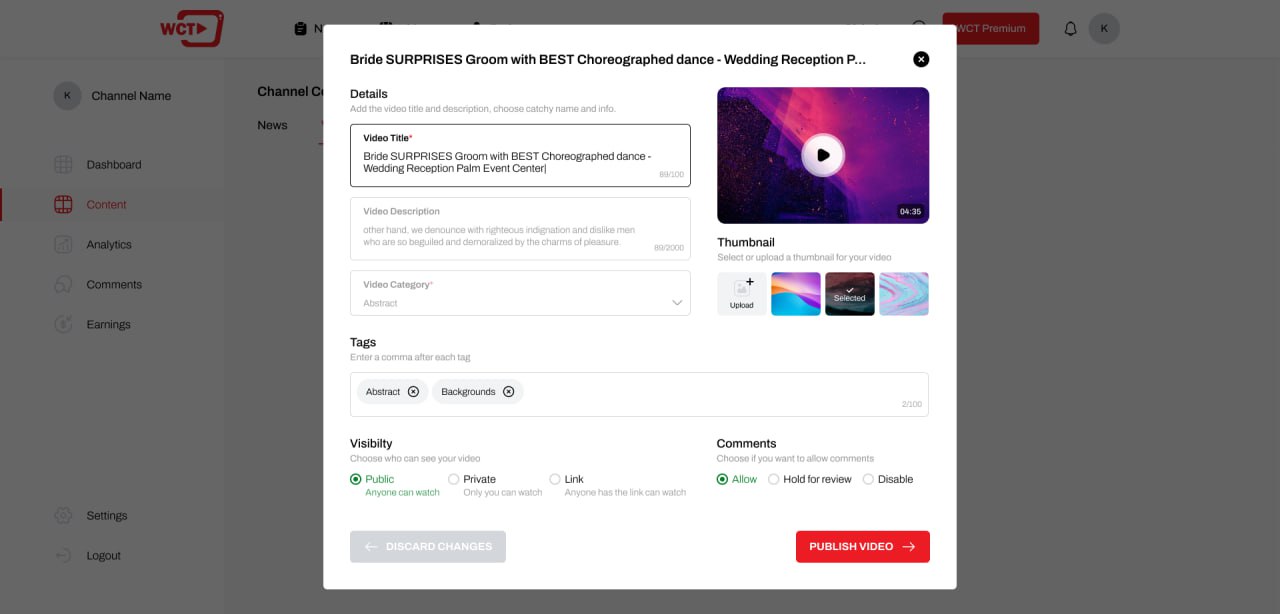 WCT
WCT Premium
K
K
Channel Name
Channel Co
News
Dashboard
Content
Analytics
Comments
Earnings
Settings
Logout
Bride SURPRISES Groom with BEST Choreographed dance - Wedding Reception P...
Details
Add the video title and description, choose catchy name and info.
Video Title*
Bride SURPRISES Groom with BEST Choreographed dance -
Wedding Reception Palm Event Center
89/100
Video Description
other hand, we denounce with righteous indignation and dislike men
who are so beguiled and demoralized by the charms of pleasure.
89/2000
Video Category*
Abstract
04:35
Thumbnail
Select or upload a thumbnail for your video
Upload
Selected
Tags
Enter a comma after each tag
Abstract
Backgrounds
2/100
Visibilty
Choose who can see your video
Public
Anyone can watch
Private
Only you can watch
Link
Anyone has the link can watch
Comments
Choose if you want to allow comments
Allow
Hold for review
Disable
DISCARD CHANGES
PUBLISH VIDEO